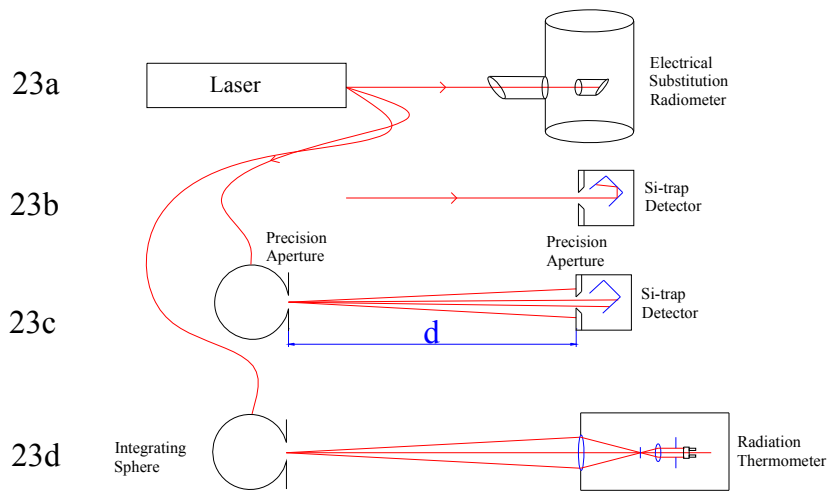 23a
Laser
Electrical
Substitution
Radiometer
23b
Si-trap
Detector
Precision
Aperture
Precision
Aperture
23c
d
Si-trap
Detector
23d
Integrating
Sphere
Radiation
Thermometer